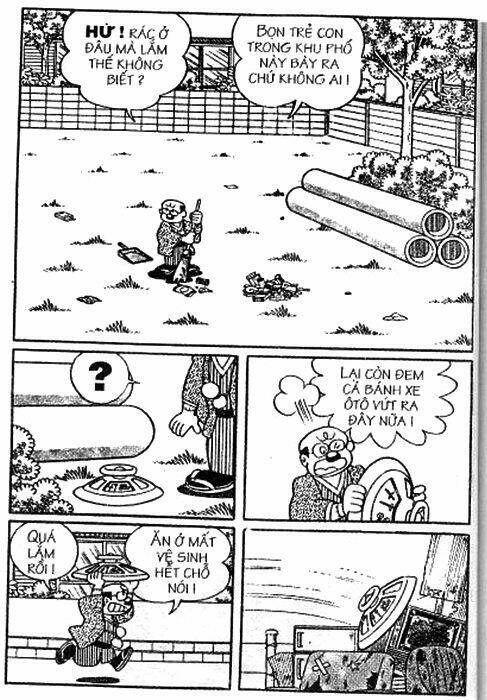 HỨ! RÁC Ở
ĐÂU MÀ LẮM
THẾ KHÔNG
BIẾT?
BỌN TRẺ CON
TRONG KHU PHỐ
NÀY BÀY RA
CHỨ KHÔNG AI!
?
LẠI CÒN ĐEM
CẢ BÁNH XE
ÔTÔ VỨT RA
ĐÂY NỮA!
QUÁ
LẮM
RỒI!
ĂN Ở MẤT
VỆ SINH
HẾT CHỖ
NÓI!